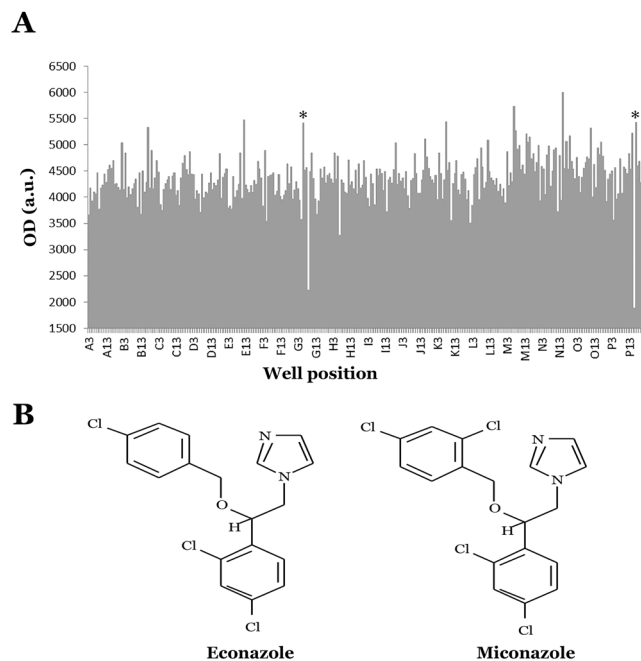 A
6500
6000
5500
5000
4500
4000
3500
3000
2500
2000
1500
OD (a.u.)
* *
A3 A13 B3 B13 C3 C13 D3 D13 E3 E13 F3 F13 G3 G13 H3 H13 I3 I13 J3 J13 K3 K13 L3 L13 M3 M13 N3 N13 O3 O13 P3 P13
Well position
B
Cl
O
H
N
N
Cl
Cl
Econazole
Cl
Cl
O
H
N
N
Cl
Cl
Miconazole